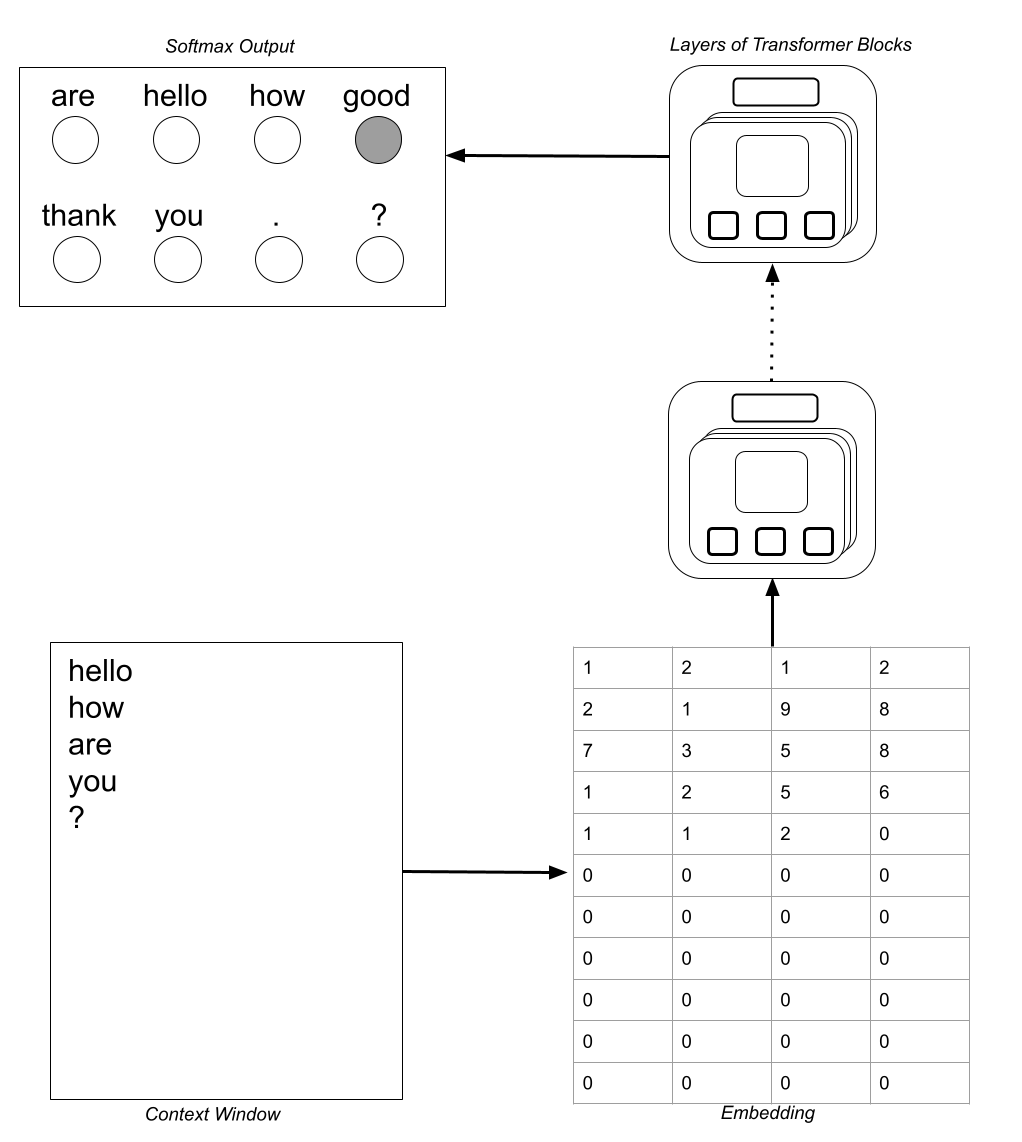 Softmax Output
are hello how good
thank you . ?
Layers of Transformer Blocks
hello
how
are
you
?
Context Window
1 2 1 2
2 1 9 8
7 3 5 8
1 2 5 6
1 1 2 0
0 0 0 0
0 0 0 0
0 0 0 0
0 0 0 0
0 0 0 0
0 0 0 0
Embedding